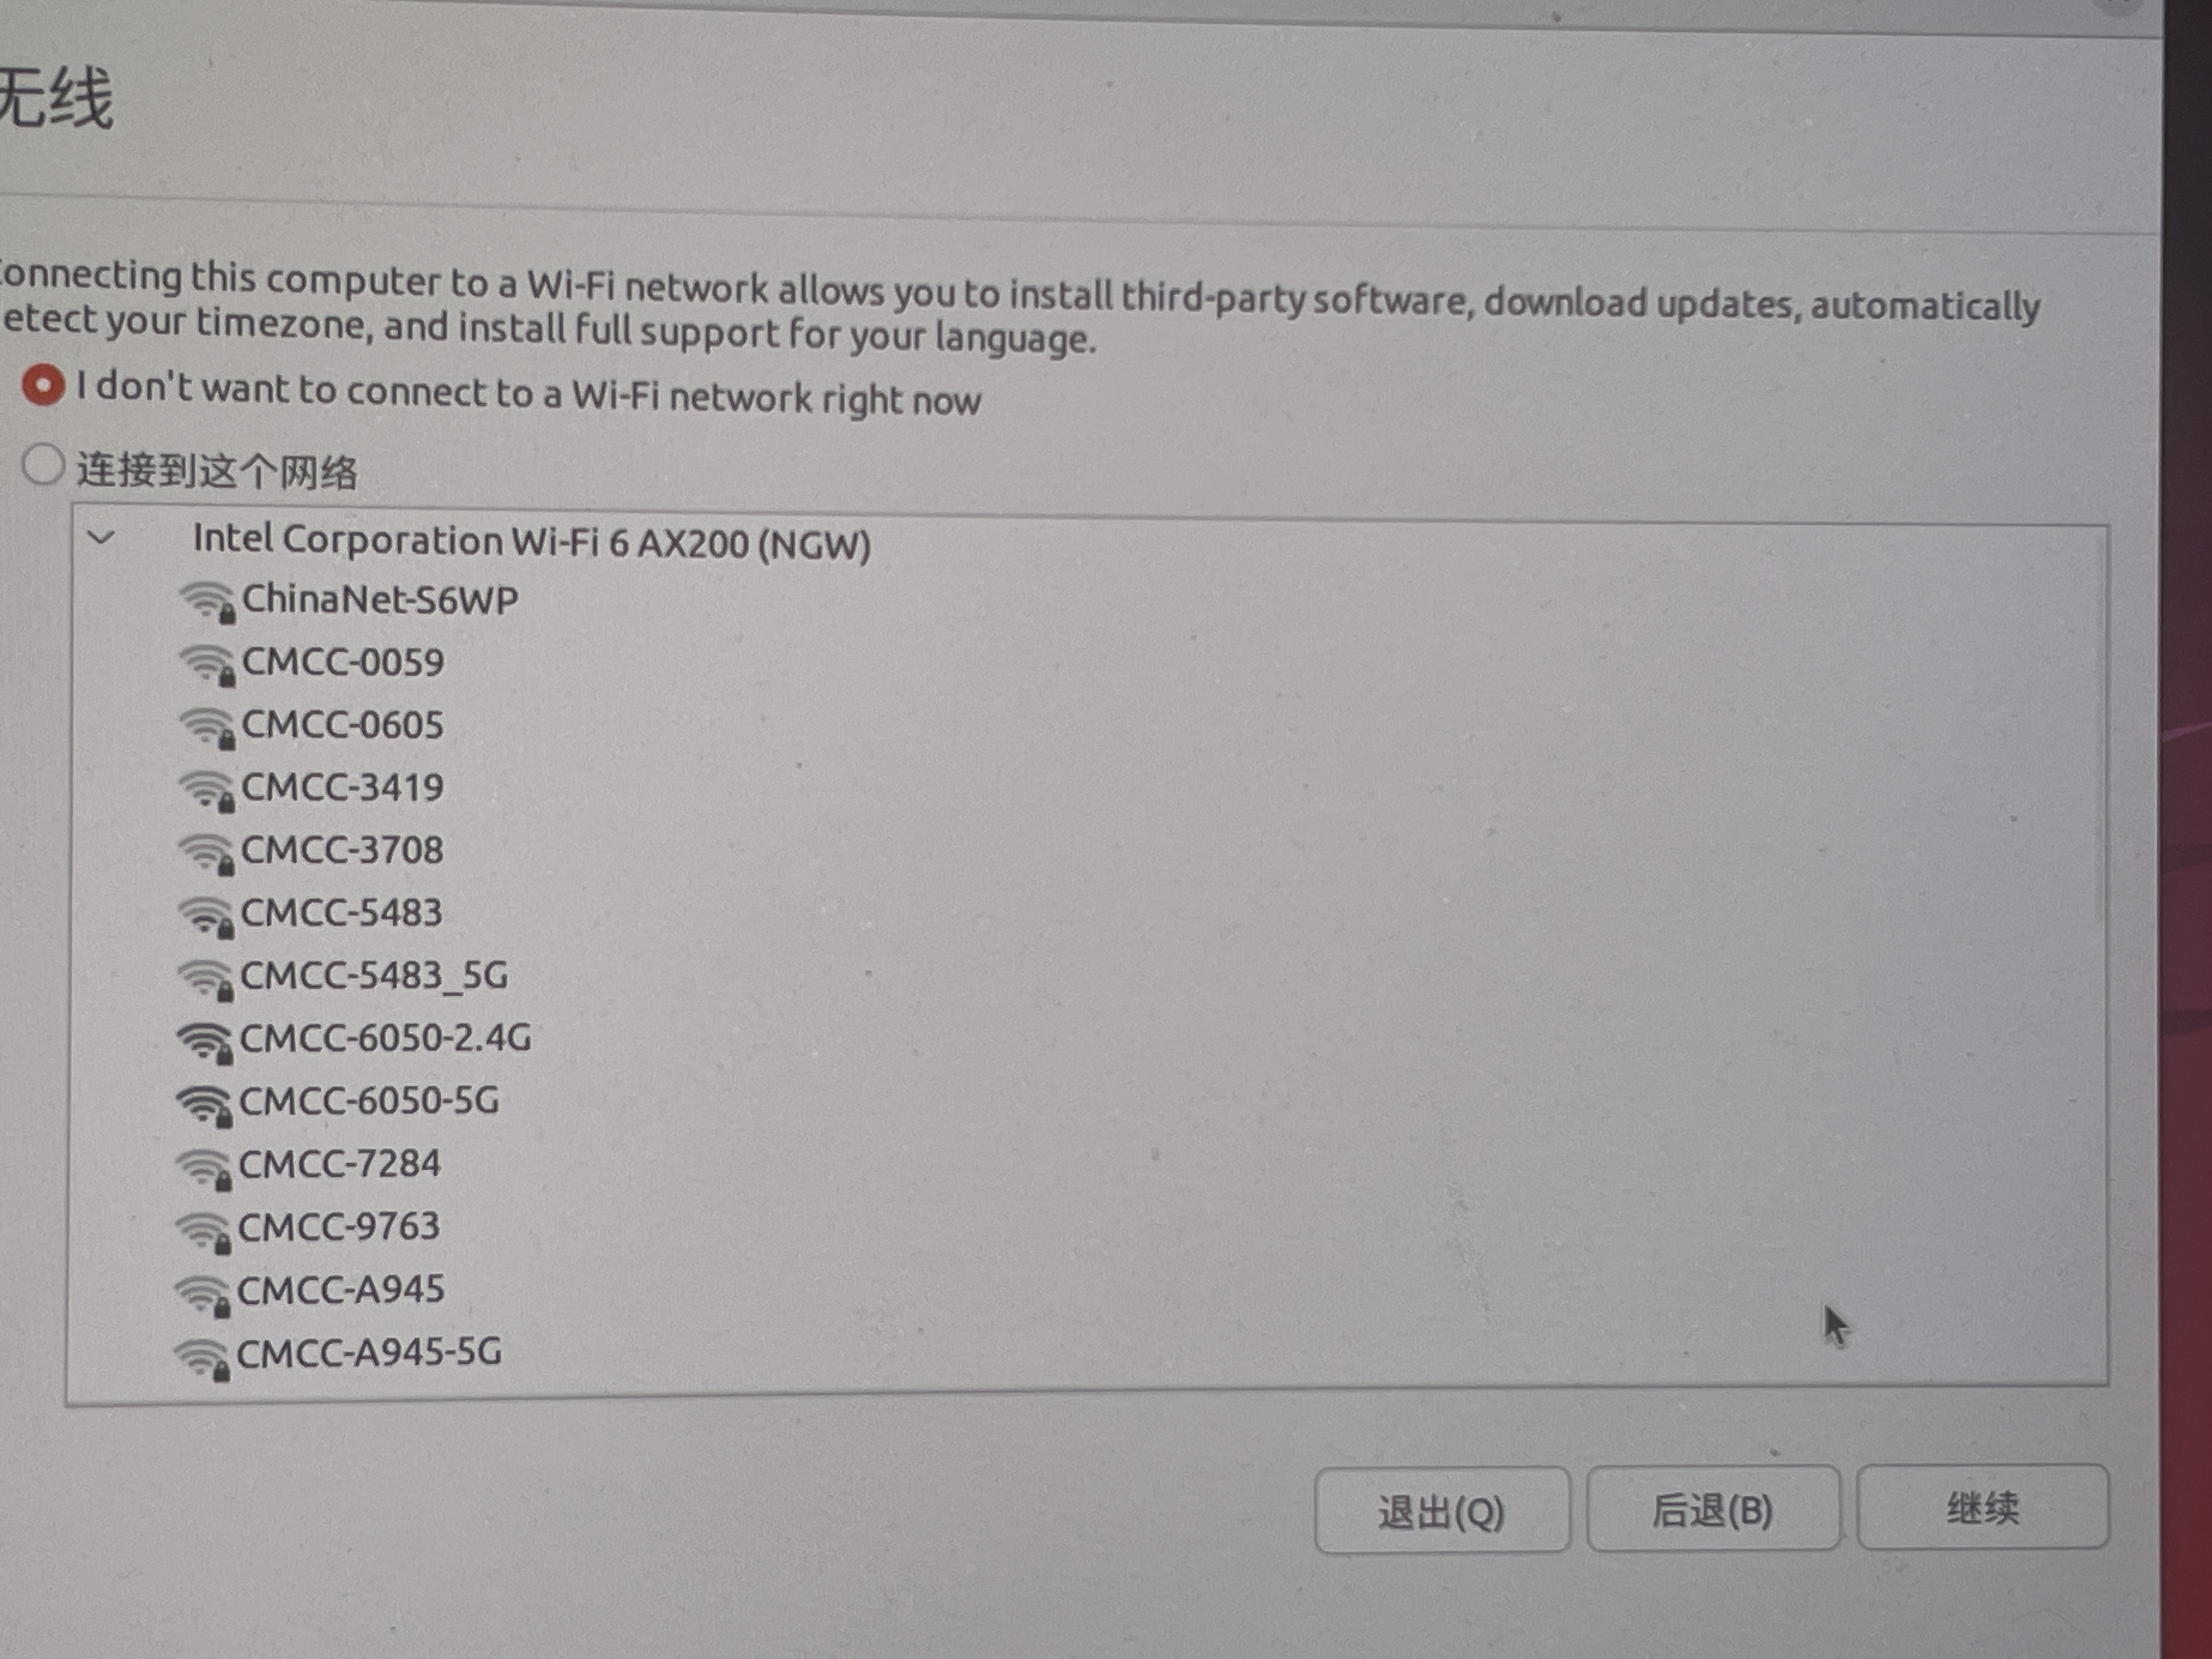 无线
onnecting this computer to a Wi-Fi network allows you to install third-party software, download updates, automatically
etect your timezone, and install full support for your language.
I don't want to connect to a Wi-Fi network right now
连接到这个网络
Intel Corporation Wi-Fi 6 AX200 (NGW)
ChinaNet-S6WP
CMCC-0059
CMCC-0605
CMCC-3419
CMCC-3708
CMCC-5483
CMCC-5483_5G
CMCC-6050-2.4G
CMCC-6050-5G
CMCC-7284
CMCC-9763
CMCC-A945
CMCC-A945-5G
退出(Q) 后退(B) 继续